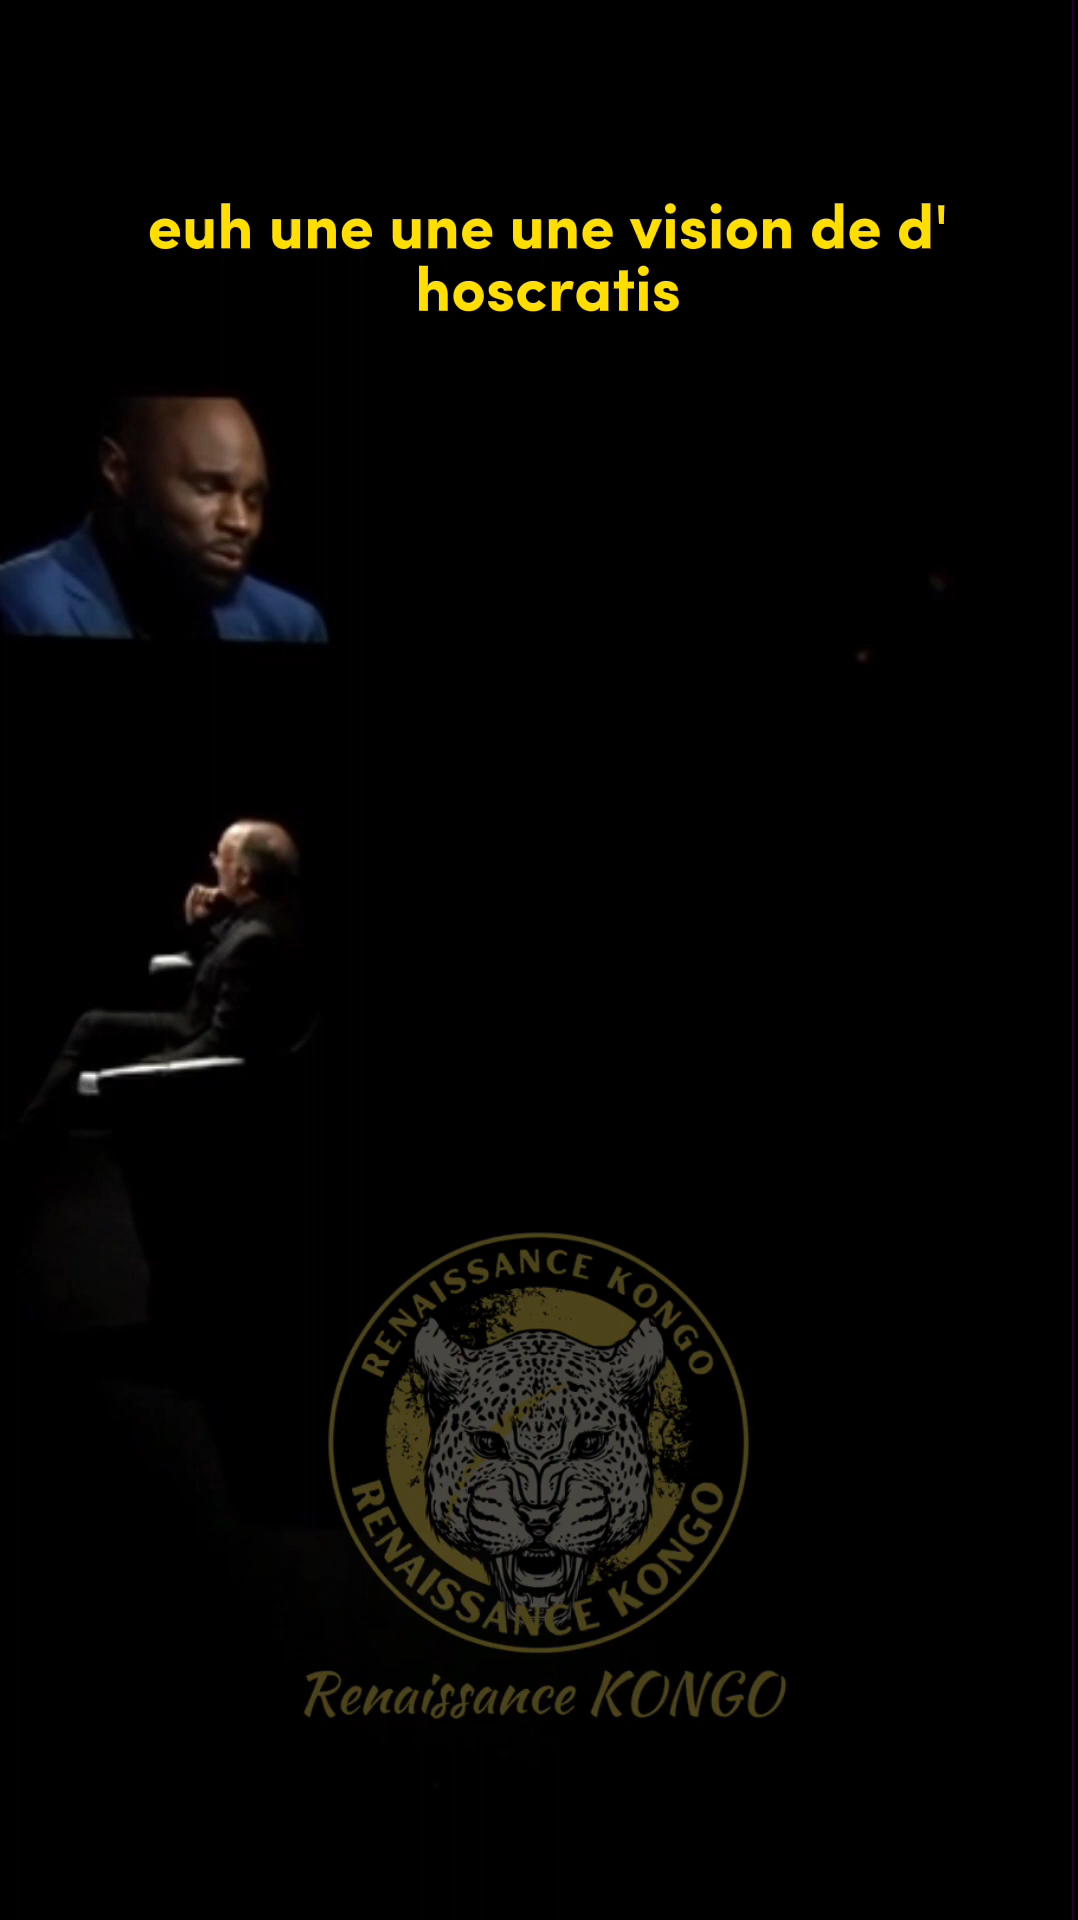 euh une une une vision de d'
hoscratis
RENAISSANCE KONGO
RENAISSANCE KONGO
Renaissance KONGO